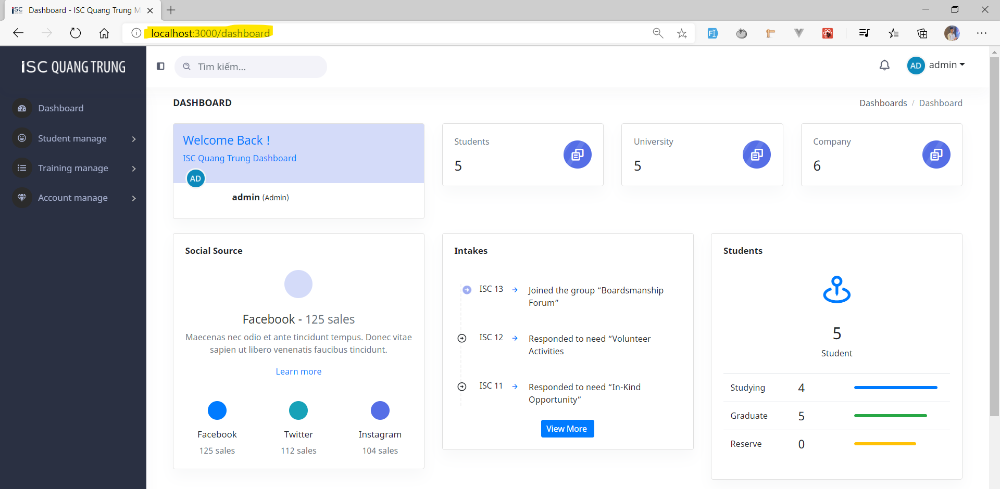 Dashboard - ISC Quang Trung M
localhost:3000/dashboard
ISC QUANG TRUNG
Tìm kiếm...
AD admin
Dashboard
Student manage
Training manage
Account manage
DASHBOARD
Dashboards / Dashboard
Welcome Back !
ISC Quang Trung Dashboard
AD
admin (Admin)
Students
5
University
5
Company
6
Social Source
Facebook - 125 sales
Maecenas nec odio et ante tincidunt tempus. Donec vitae
sapien ut libero venenatis faucibus tincidunt.
Learn more
Facebook
125 sales
Twitter
112 sales
Instagram
104 sales
Intakes
ISC 13
Joined the group “Boardsmanship
Forum”
ISC 12
Responded to need “Volunteer
Activities
ISC 11
Responded to need “In-Kind
Opportunity”
View More
Students
5
Student
Studying 4
Graduate 5
Reserve 0